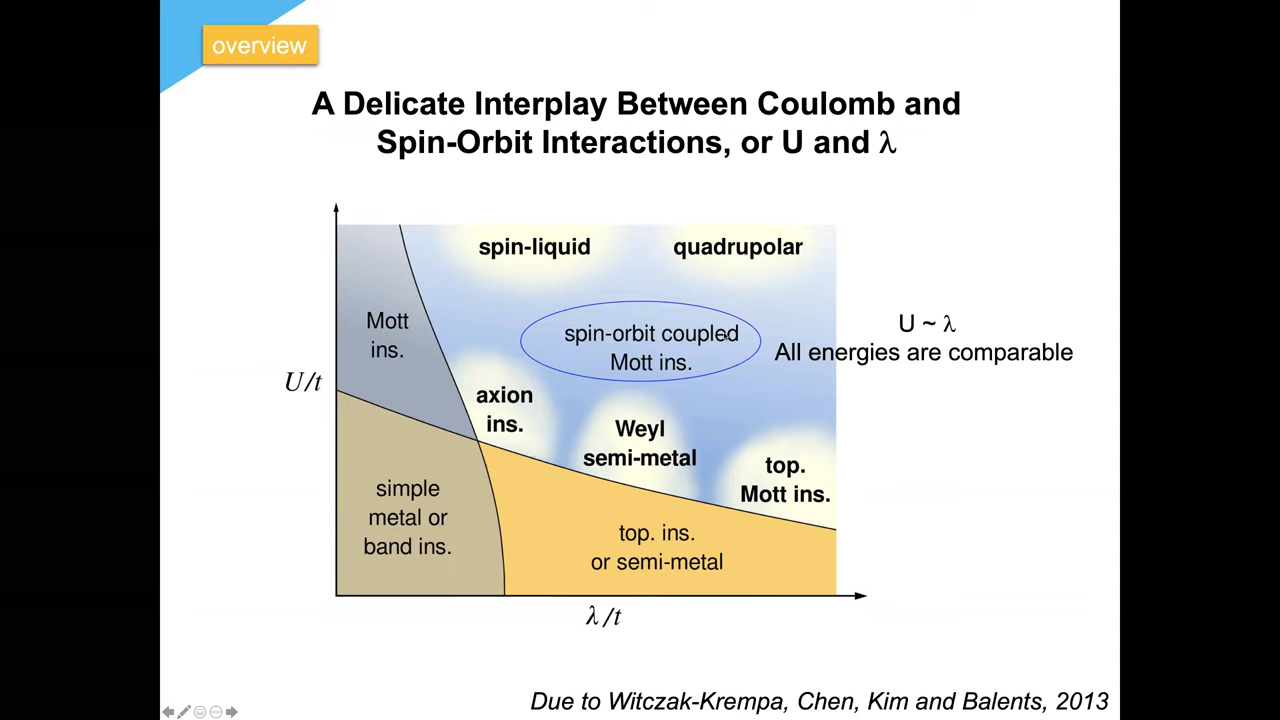 overview
A Delicate Interplay Between Coulomb and
Spin-Orbit Interactions, or U and λ
spin-liquid
quadrupolar
Mott
ins.
spin-orbit coupled
Mott ins.
U ~ λ
All energies are comparable
U/t
axion
ins.
Weyl
semi-metal
top.
Mott ins.
simple
metal or
band ins.
top. ins.
or semi-metal
λ/t
Due to Witczak-Krempa, Chen, Kim and Balents, 2013